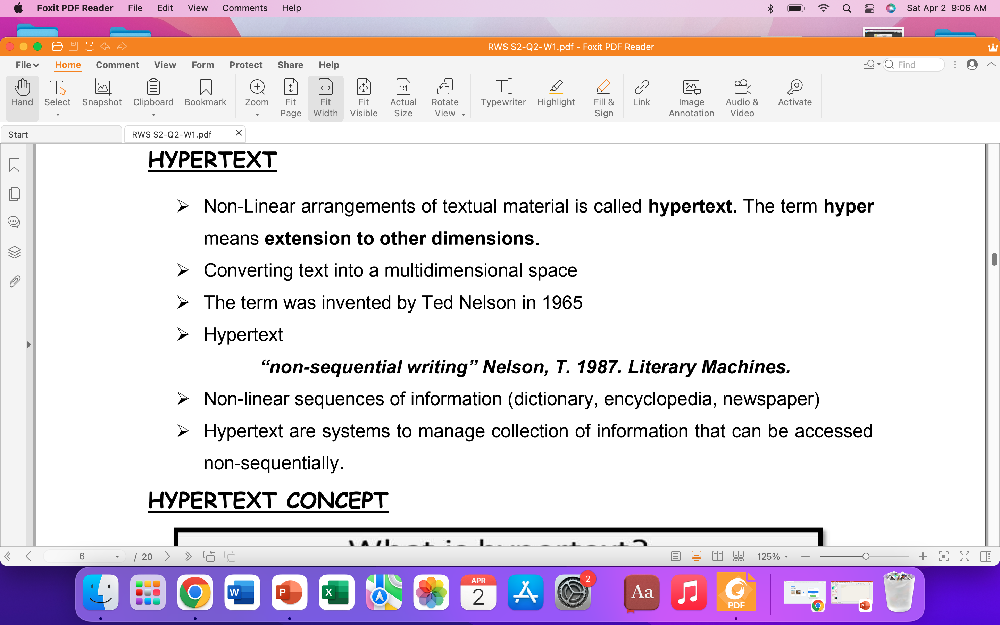 Foxit PDF Reader File Edit View Comments Help Sat Apr 2 9:06 AM
RWS S2-Q2-W1.pdf - Foxit PDF Reader
File Home Comment View Form Protect Share Help Find
Hand Select Snapshot Clipboard Bookmark Zoom Fit Page Fit Width Fit Visible Actual Size Rotate View Typewriter Highlight Fill & Sign Link Image Annotation Audio & Video Activate
Start RWS S2-Q2-W1.pdf
HYPERTEXT
➢ Non-Linear arrangements of textual material is called hypertext. The term hyper
means extension to other dimensions.
➢ Converting text into a multidimensional space
➢ The term was invented by Ted Nelson in 1965
➢ Hypertext
“non-sequential writing” Nelson, T. 1987. Literary Machines.
➢ Non-linear sequences of information (dictionary, encyclopedia, newspaper)
➢ Hypertext are systems to manage collection of information that can be accessed
non-sequentially.
HYPERTEXT CONCEPT
What is hypertext?
6 / 20 125%
W P X APR 2 2 Aa PDF